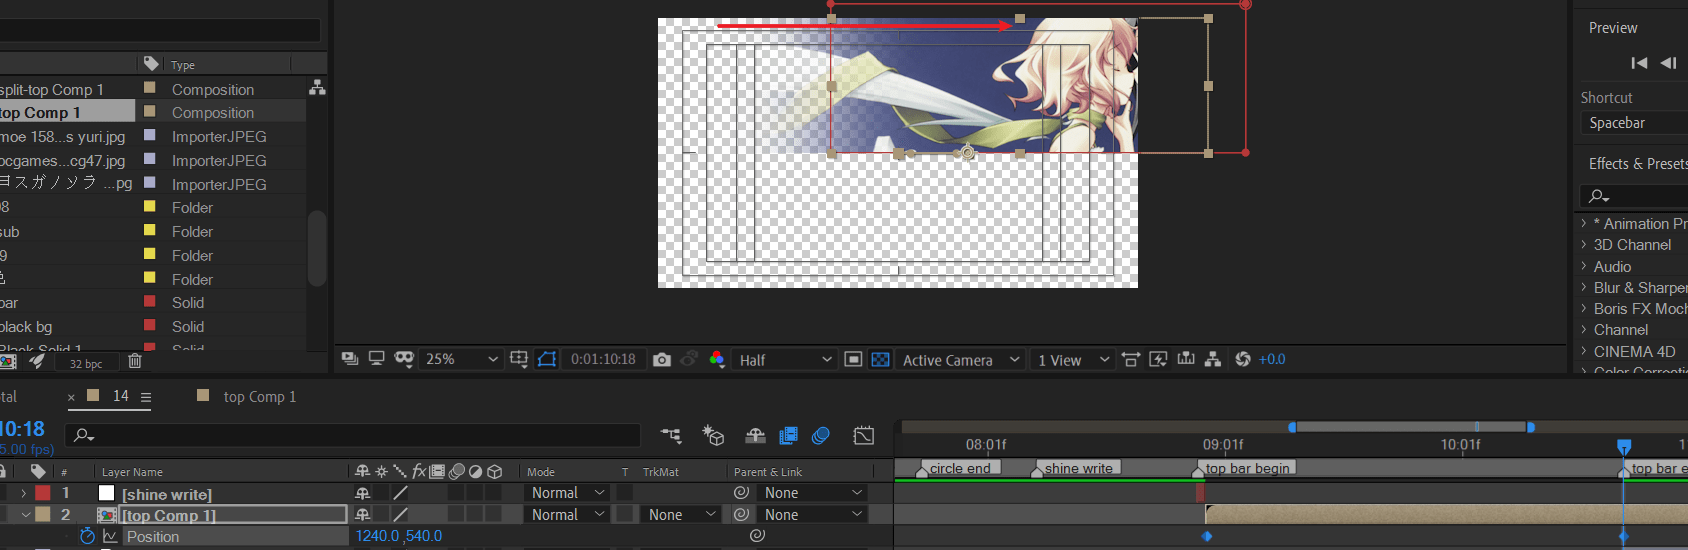 Preview
Shortcut
Spacebar
Effects & Presets
* Animation Pr
3D Channel
Audio
Blur & Sharpe
Boris FX Moch
Channel
CINEMA 4D
Color Correctio
Type
split-top Comp 1 Composition
top Comp 1 Composition
moe 158...s yuri.jpg ImporterJPEG
ocgames...cg47.jpg ImporterJPEG
ヨスガノソラ ...pg ImporterJPEG
08 Folder
sub Folder
9 Folder
色 Folder
bar Solid
black bg Solid
Black Solid 1 Solid
32 bpc
25% 0:01:10:18 Half Active Camera 1 View +0.0
tal × 14 top Comp 1
10:18
5.00 fps)
08:01f 09:01f 10:01f 11
# Layer Name fx Mode T TrkMat Parent & Link
circle end shine write top bar begin top bar e
1 [shine write] Normal None
2 [top Comp 1] Normal None None
Position 1240.0 ,540.0